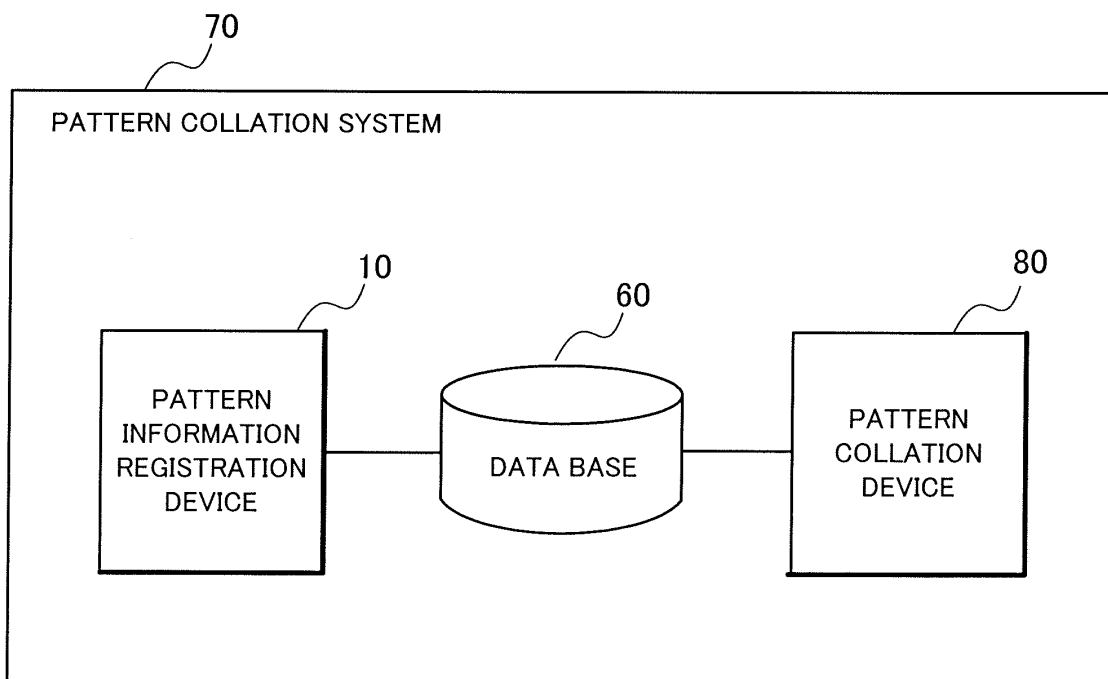 70
PATTERN COLLATION SYSTEM
10
60
80
PATTERN
INFORMATION
REGISTRATION
DEVICE
DATA BASE
PATTERN
COLLATION
DEVICE